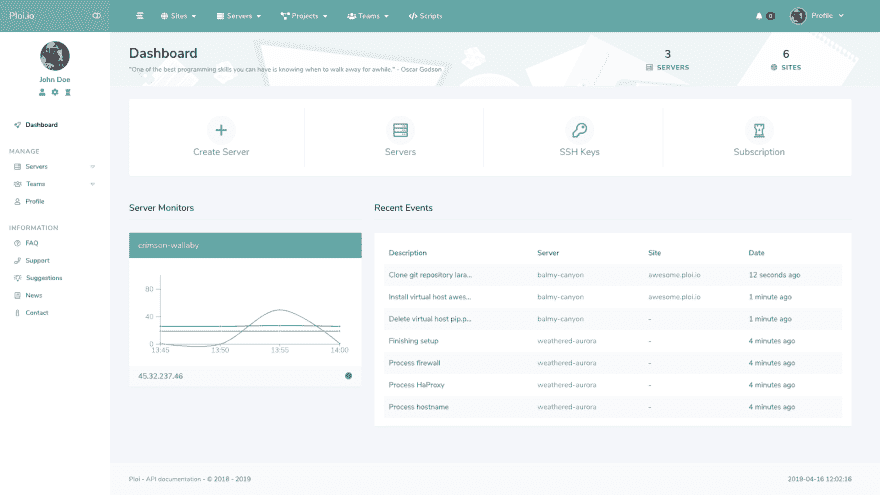 Ploi.io
Sites
Servers
Projects
Teams
Scripts
0
Profile
John Doe
Dashboard
MANAGE
Servers
Teams
Profile
INFORMATION
FAQ
Support
Suggestions
News
Contact
Dashboard
"One of the best programming skills you can have is knowing when to walk away for awhile." - Oscar Godson
3
SERVERS
6
SITES
Create Server
Servers
SSH Keys
Subscription
Server Monitors
crimson-wallaby
80
40
0
13:45 13:50 13:55 14:00
45.32.237.46
Recent Events
Description Server Site Date
Clone git repository lara... balmy-canyon awesome.ploi.io 12 seconds ago
Install virtual host awes... balmy-canyon awesome.ploi.io 1 minute ago
Delete virtual host pip.p... balmy-canyon - 1 minute ago
Finishing setup weathered-aurora - 4 minutes ago
Process firewall weathered-aurora - 4 minutes ago
Process HaProxy weathered-aurora - 4 minutes ago
Process hostname weathered-aurora - 4 minutes ago
Ploi - API documentation - © 2018 - 2019
2019-04-16 12:02:16